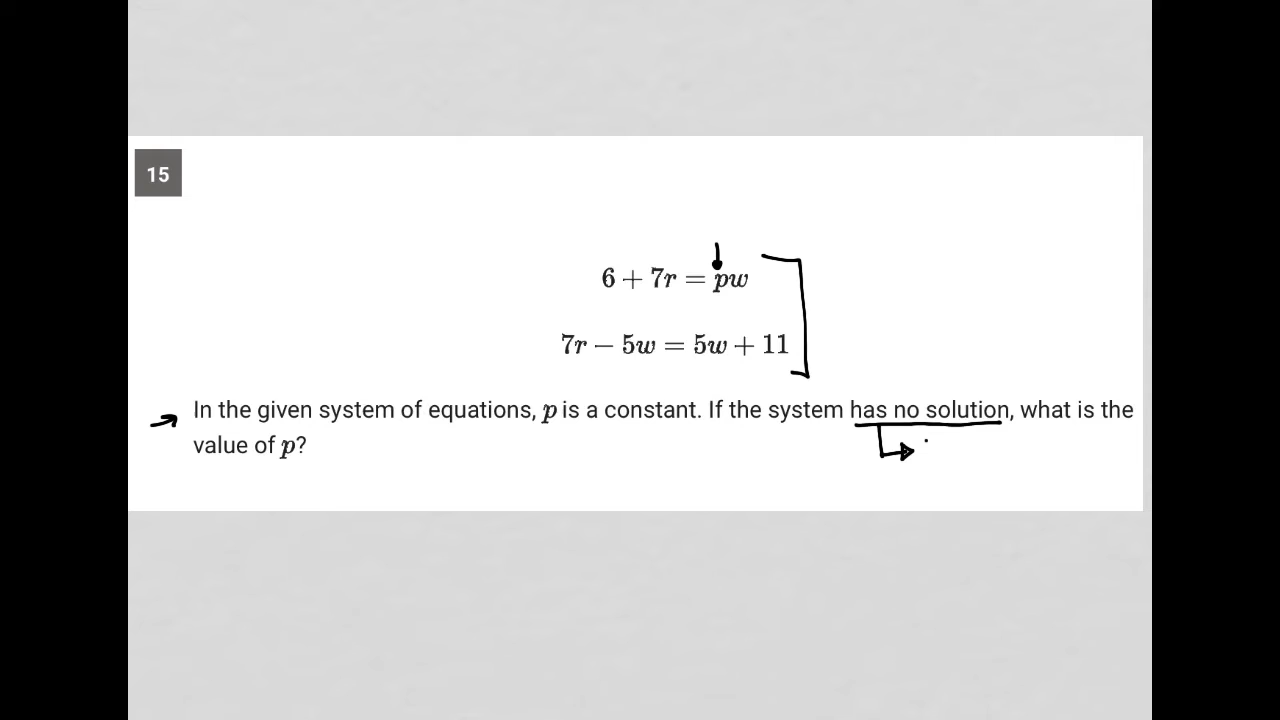 15
6 + 7r = pw
7r − 5w = 5w + 11
In the given system of equations, p is a constant. If the system has no solution, what is the
value of p?